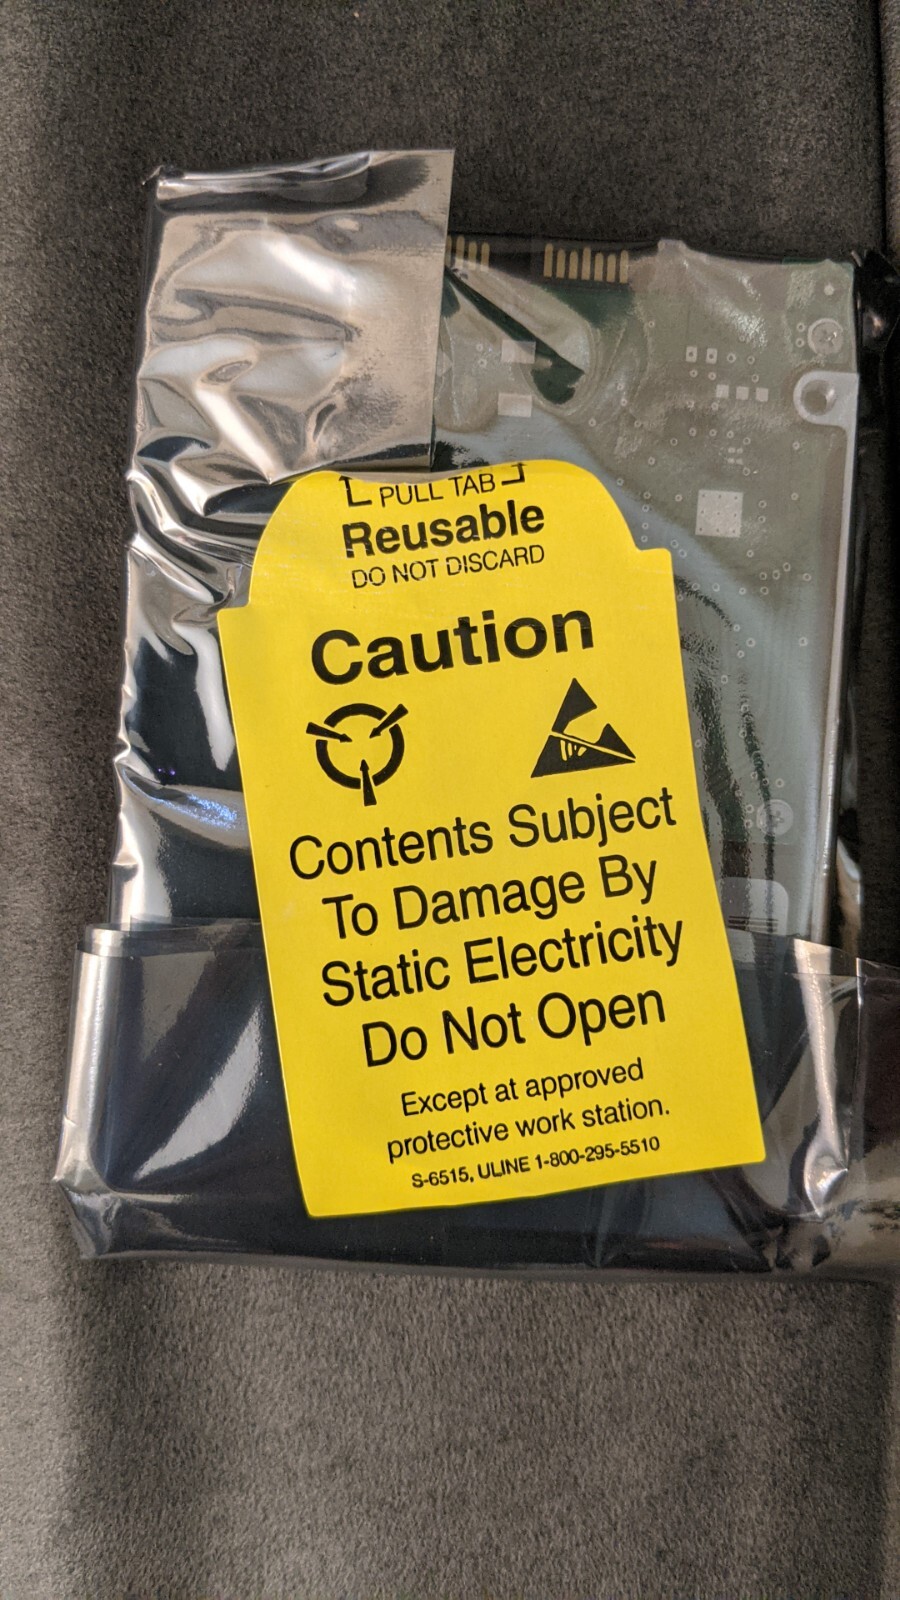 PULL TAB
Reusable
DO NOT DISCARD
Caution
Contents Subject
To Damage By
Static Electricity
Do Not Open
Except at approved
protective work station.
S-6515, ULINE 1-800-295-5510